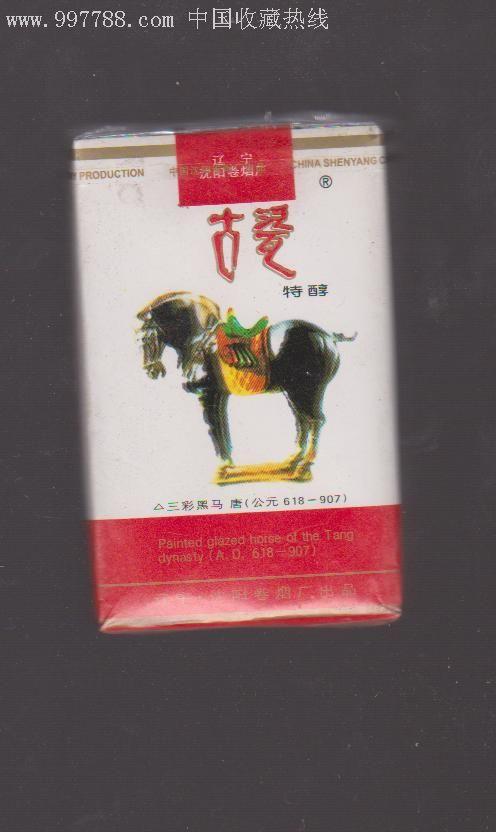 www.997788.com 中国收藏热线
辽宁
沈阳卷烟厂
PRODUCTION
CHINA SHENYANG
®
古瓷
特醇
△三彩黑马 唐(公元 618-907)
Painted glazed horse of the Tang
dynasty (A. D. 618-907)
沈阳卷烟厂出品